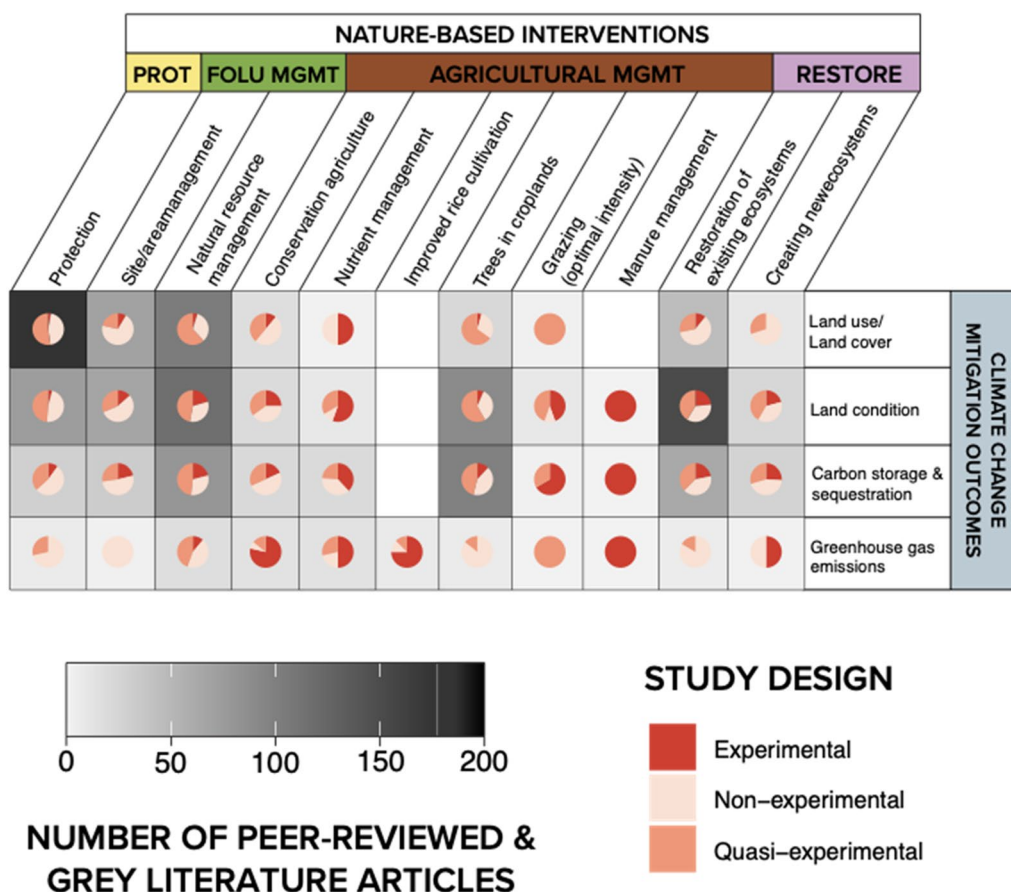 NATURE-BASED INTERVENTIONS
PROT
FOLU MGMT
AGRICULTURAL MGMT
RESTORE
Protection
Site/areamanagement
Natural resource
management
Conservation agriculture
Nutrient management
Improved rice cultivation
Trees in croplands
Grazing
(optimal intensity)
Manure management
Restoration of
existing ecosystems
Creating newecosystems
Land use/
Land cover
Land condition
Carbon storage &
sequestration
Greenhouse gas
emissions
CLIMATE CHANGE
MITIGATION OUTCOMES
0 50 100 150 200
NUMBER OF PEER-REVIEWED &
GREY LITERATURE ARTICLES
STUDY DESIGN
Experimental
Non−experimental
Quasi−experimental